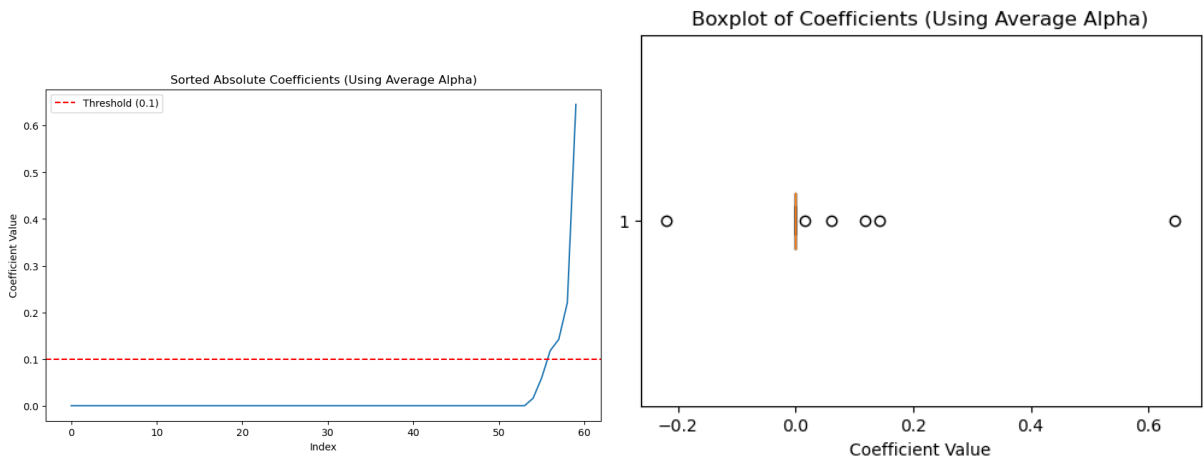 Sorted Absolute Coefficients (Using Average Alpha)
Threshold (0.1)
0.6
0.5
0.4
0.3
0.2
0.1
0.0
Coefficient Value
0 10 20 30 40 50 60
Index
Boxplot of Coefficients (Using Average Alpha)
1
−0.2 0.0 0.2 0.4 0.6
Coefficient Value